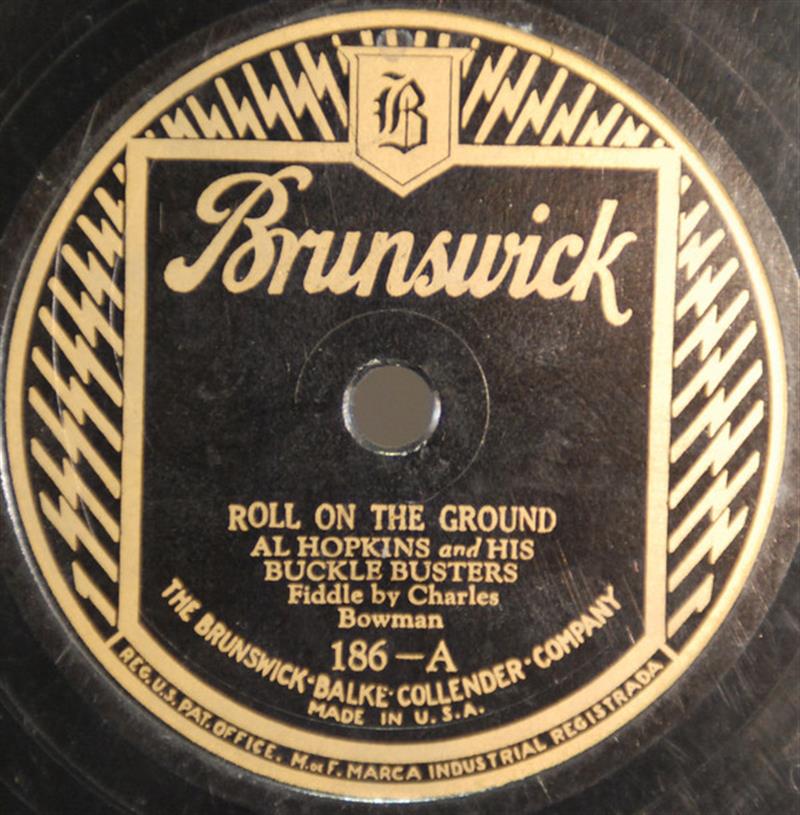 B
Brunswick
ROLL ON THE GROUND
AL HOPKINS and HIS
BUCKLE BUSTERS
Fiddle by Charles
Bowman
186-A
THE BRUNSWICK-BALKE-COLLENDER-COMPANY
MADE IN U.S.A.
REG. U.S. PAT. OFFICE. M. de F. MARCA INDUSTRIAL REGISTRADA